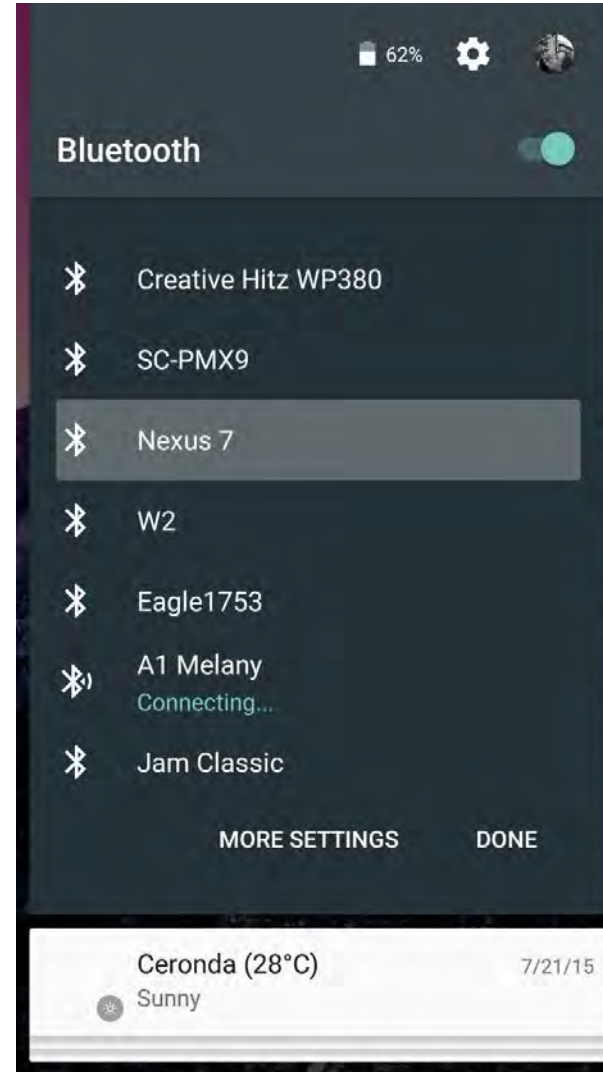 62%
Bluetooth
Creative Hitz WP380
SC-PMX9
Nexus 7
W2
Eagle1753
A1 Melany
Connecting...
Jam Classic
MORE SETTINGS DONE
Ceronda (28°C) 7/21/15
Sunny